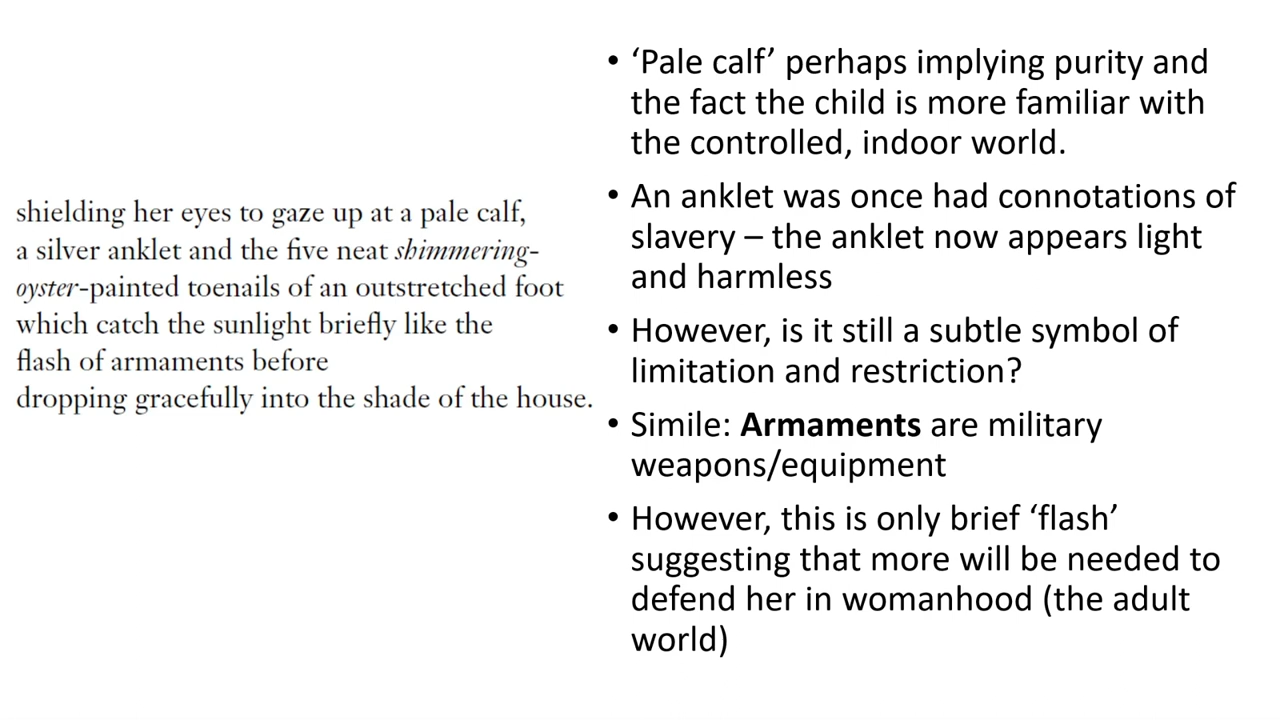 shielding her eyes to gaze up at a pale calf,
a silver anklet and the five neat shimmering-
oyster-painted toenails of an outstretched foot
which catch the sunlight briefly like the
flash of armaments before
dropping gracefully into the shade of the house.
• ‘Pale calf’ perhaps implying purity and
the fact the child is more familiar with
the controlled, indoor world.
• An anklet was once had connotations of
slavery – the anklet now appears light
and harmless
• However, is it still a subtle symbol of
limitation and restriction?
• Simile: Armaments are military
weapons/equipment
• However, this is only brief ‘flash’
suggesting that more will be needed to
defend her in womanhood (the adult
world)